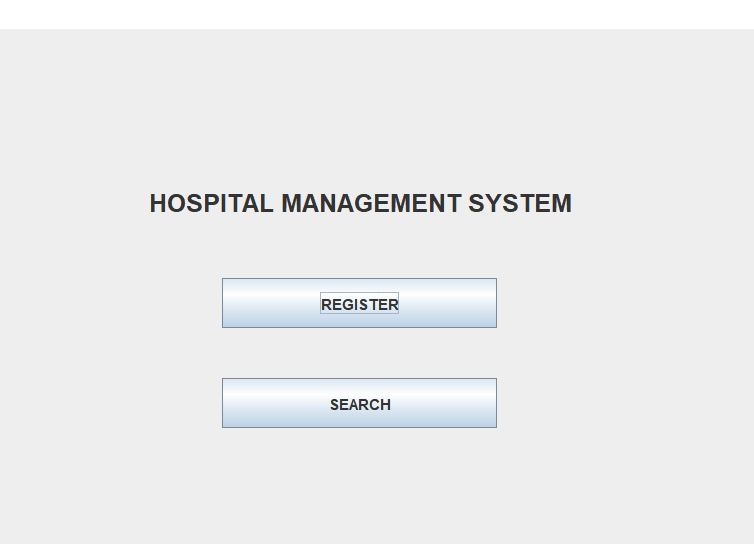 HOSPITAL MANAGEMENT SYSTEM
REGISTER
SEARCH